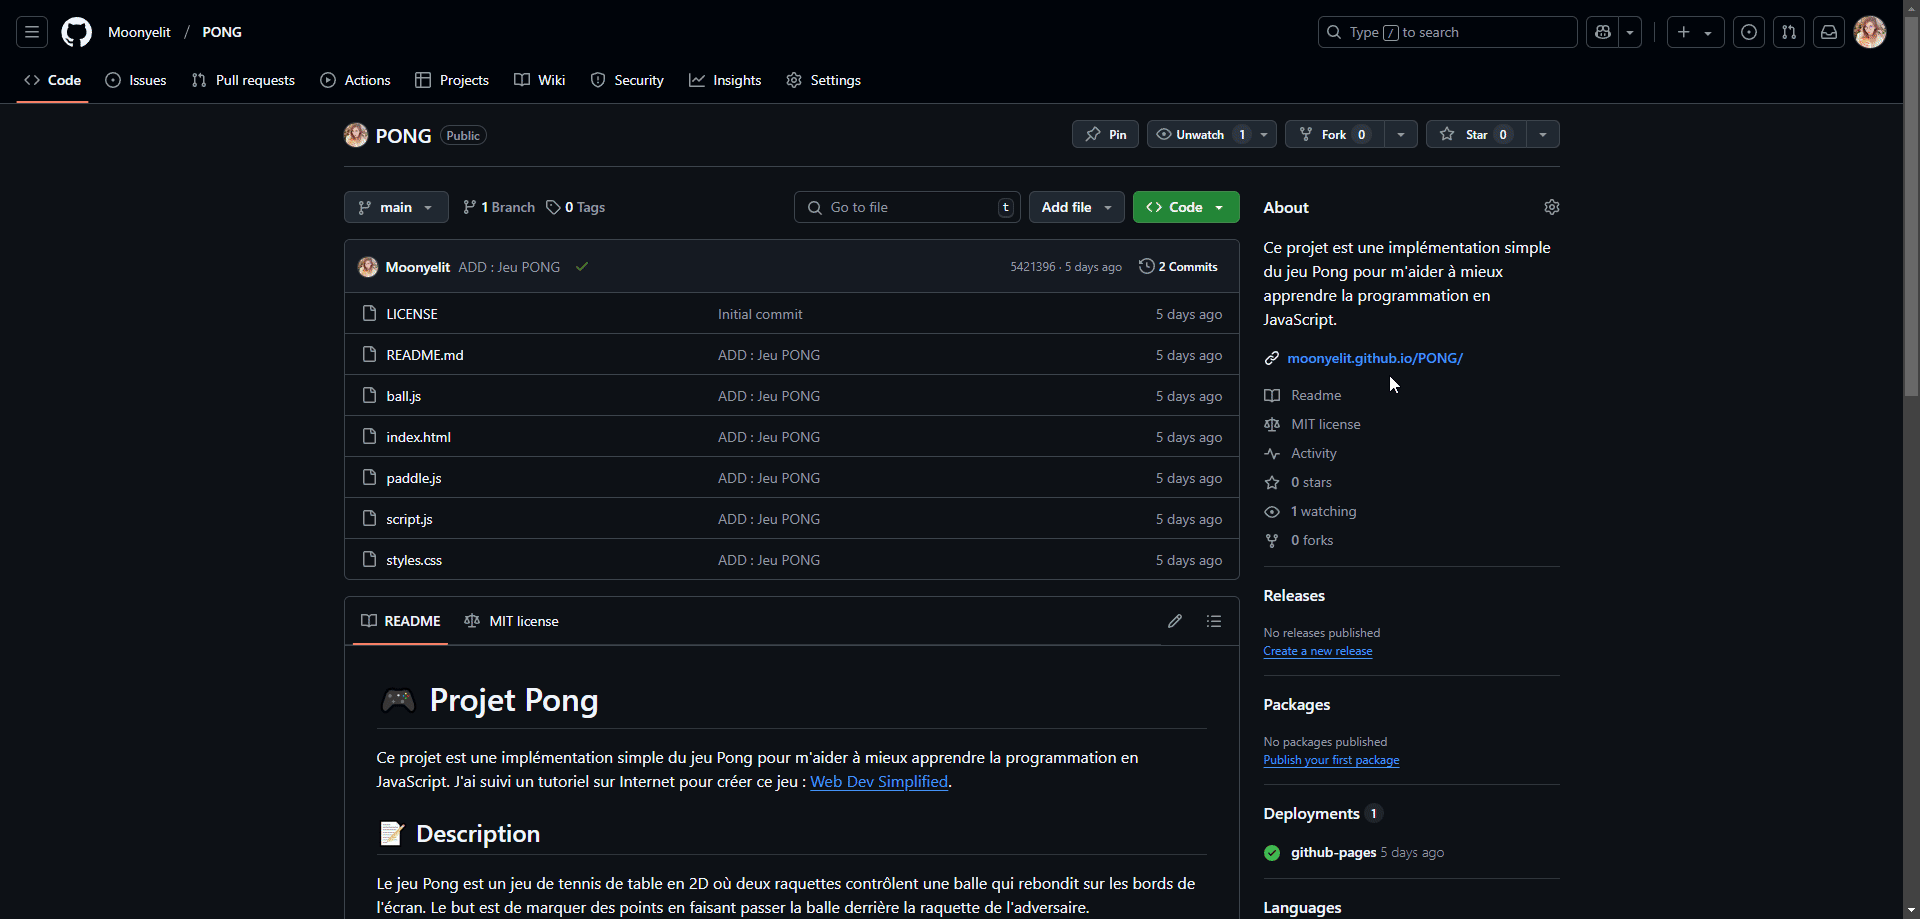 Moonyelit / PONG
Type / to search
Code Issues Pull requests Actions Projects Wiki Security Insights Settings
PONG Public
Pin Unwatch 1 Fork 0 Star 0
main 1 Branch 0 Tags Go to file t Add file Code
Moonyelit ADD : Jeu PONG 5421396 · 5 days ago 2 Commits
LICENSE Initial commit 5 days ago
README.md ADD : Jeu PONG 5 days ago
ball.js ADD : Jeu PONG 5 days ago
index.html ADD : Jeu PONG 5 days ago
paddle.js ADD : Jeu PONG 5 days ago
script.js ADD : Jeu PONG 5 days ago
styles.css ADD : Jeu PONG 5 days ago
README MIT license
Projet Pong
Ce projet est une implémentation simple du jeu Pong pour m'aider à mieux apprendre la programmation en
JavaScript. J'ai suivi un tutoriel sur Internet pour créer ce jeu : Web Dev Simplified.
Description
Le jeu Pong est un jeu de tennis de table en 2D où deux raquettes contrôlent une balle qui rebondit sur les bords de
l'écran. Le but est de marquer des points en faisant passer la balle derrière la raquette de l'adversaire.
About
Ce projet est une implémentation simple
du jeu Pong pour m'aider à mieux
apprendre la programmation en
JavaScript.
moonyelit.github.io/PONG/
Readme
MIT license
Activity
0 stars
1 watching
0 forks
Releases
No releases published
Create a new release
Packages
No packages published
Publish your first package
Deployments 1
github-pages 5 days ago
Languages